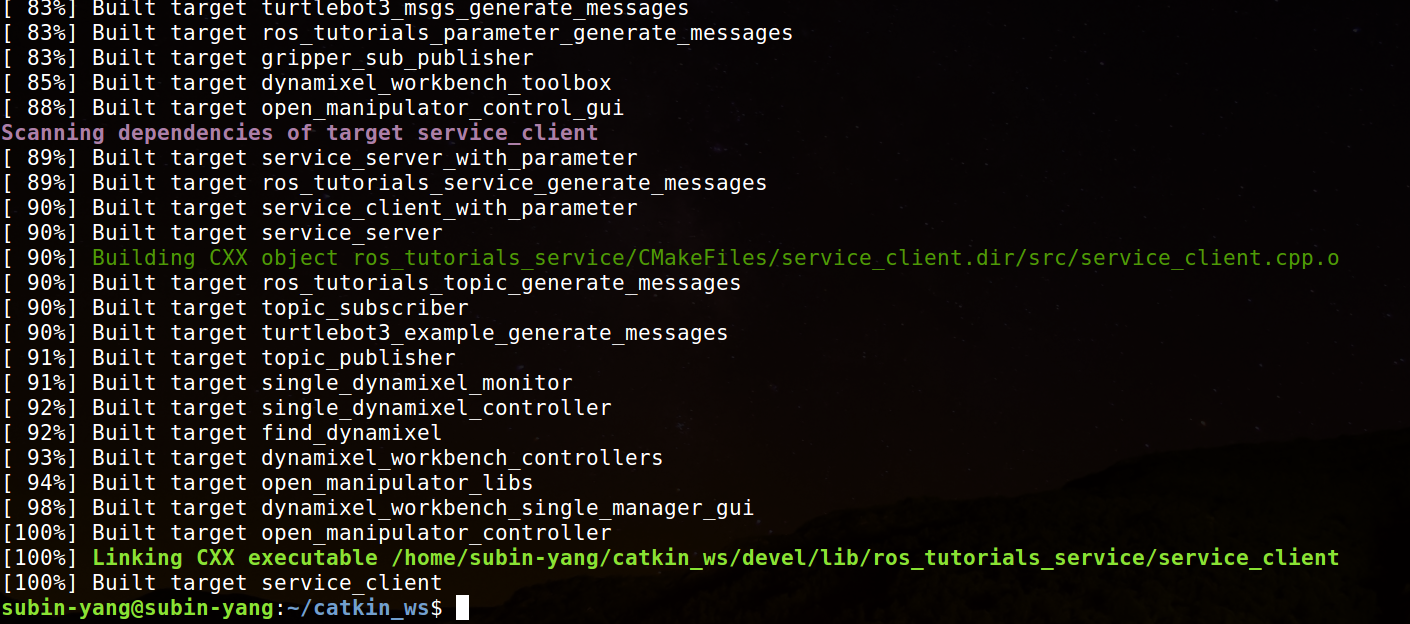 [ 83%] Built target turtlebot3_msgs_generate_messages
[ 83%] Built target ros_tutorials_parameter_generate_messages
[ 83%] Built target gripper_sub_publisher
[ 85%] Built target dynamixel_workbench_toolbox
[ 88%] Built target open_manipulator_control_gui
Scanning dependencies of target service_client
[ 89%] Built target service_server_with_parameter
[ 89%] Built target ros_tutorials_service_generate_messages
[ 90%] Built target service_client_with_parameter
[ 90%] Built target service_server
[ 90%] Building CXX object ros_tutorials_service/CMakeFiles/service_client.dir/src/service_client.cpp.o
[ 90%] Built target ros_tutorials_topic_generate_messages
[ 90%] Built target topic_subscriber
[ 90%] Built target turtlebot3_example_generate_messages
[ 91%] Built target topic_publisher
[ 91%] Built target single_dynamixel_monitor
[ 92%] Built target single_dynamixel_controller
[ 92%] Built target find_dynamixel
[ 93%] Built target dynamixel_workbench_controllers
[ 94%] Built target open_manipulator_libs
[ 98%] Built target dynamixel_workbench_single_manager_gui
[100%] Built target open_manipulator_controller
[100%] Linking CXX executable /home/subin-yang/catkin_ws/devel/lib/ros_tutorials_service/service_client
[100%] Built target service_client
subin-yang@subin-yang:~/catkin_ws$